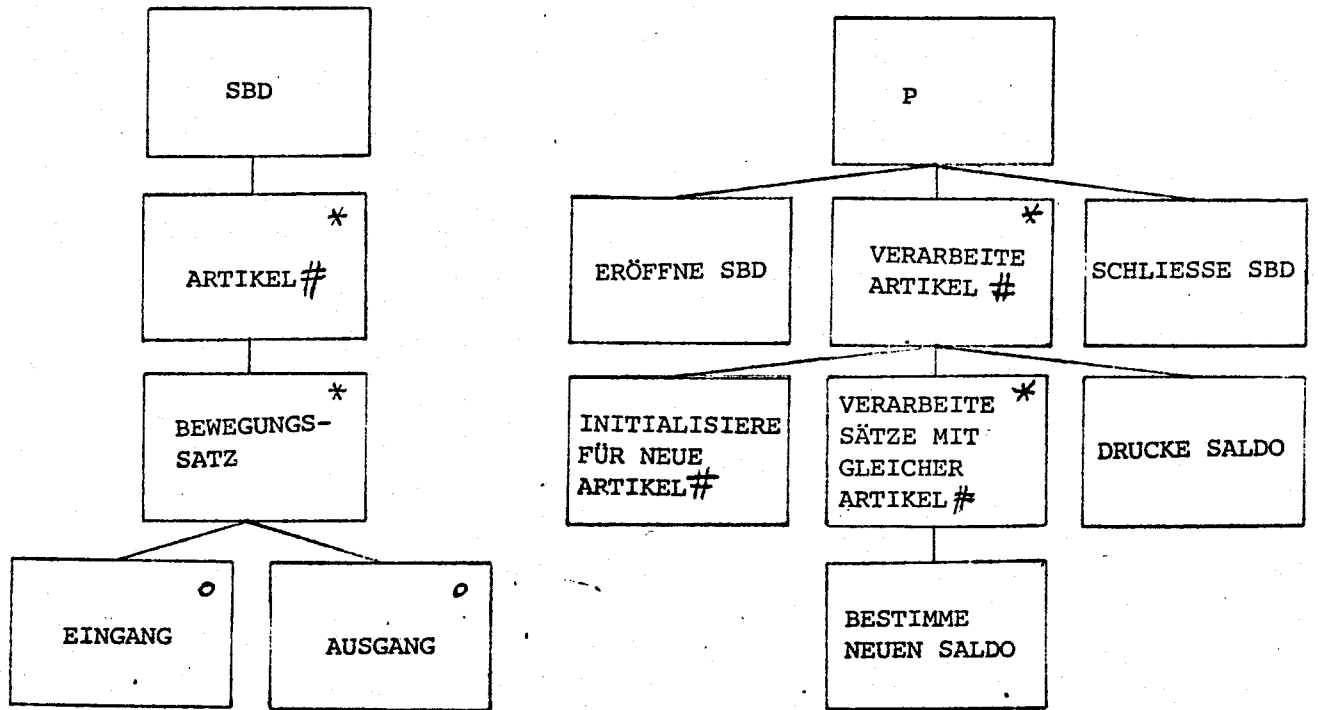 SBD
ARTIKEL #
*
BEWEGUNGS-
SATZ
*
EINGANG
o
AUSGANG
o
P
ERÖFFNE SBD
VERARBEITE
ARTIKEL #
*
SCHLIESSE SBD
INITIALISIERE
FÜR NEUE
ARTIKEL #
VERARBEITE *
SÄTZE MIT
GLEICHER
ARTIKEL #
DRUCKE SALDO
BESTIMME
NEUEN SALDO